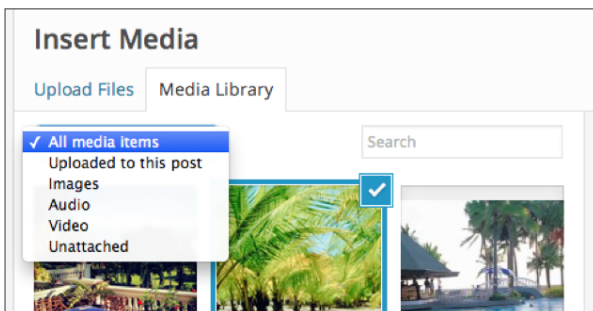 Insert Media
Upload Files Media Library
✓ All media items Search
Uploaded to this post
Images
Audio
Video
Unattached